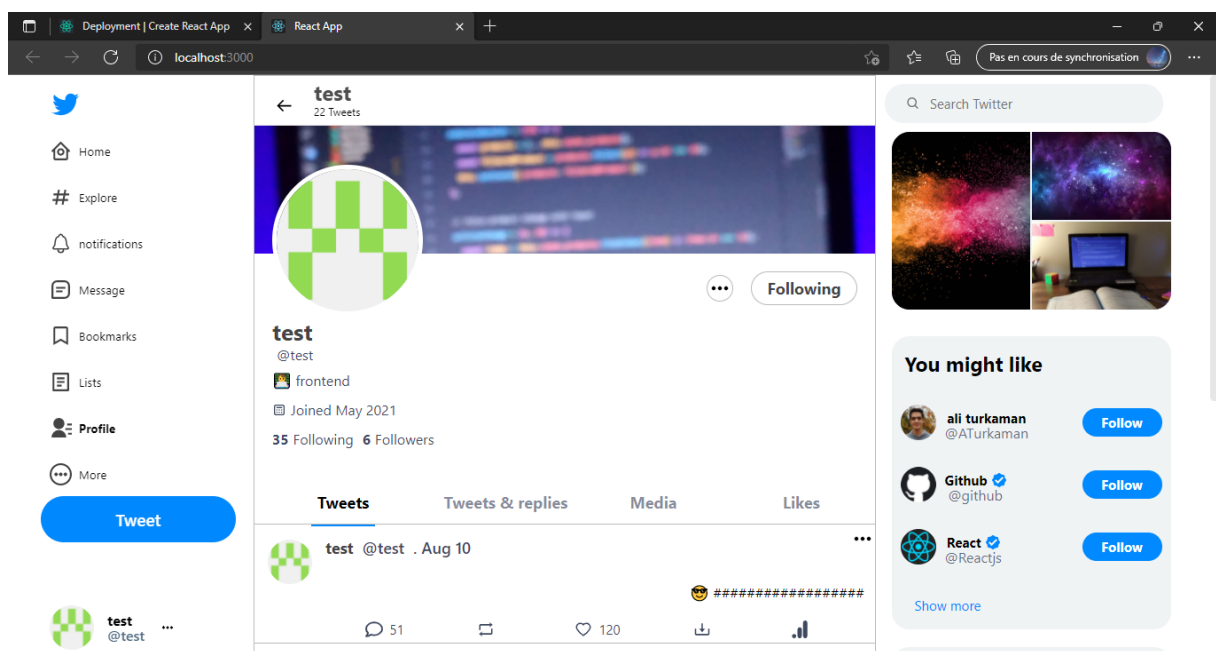 Deployment | Create React App
React App
localhost:3000
Pas en cours de synchronisation
Home
Explore
notifications
Message
Bookmarks
Lists
Profile
More
Tweet
test
@test
test
22 Tweets
Following
test
@test
frontend
Joined May 2021
35 Following 6 Followers
Tweets Tweets & replies Media Likes
test @test . Aug 10
😎 ##################
51 120
Search Twitter
You might like
ali turkaman
@ATurkaman
Follow
Github
@github
Follow
React
@Reactjs
Follow
Show more